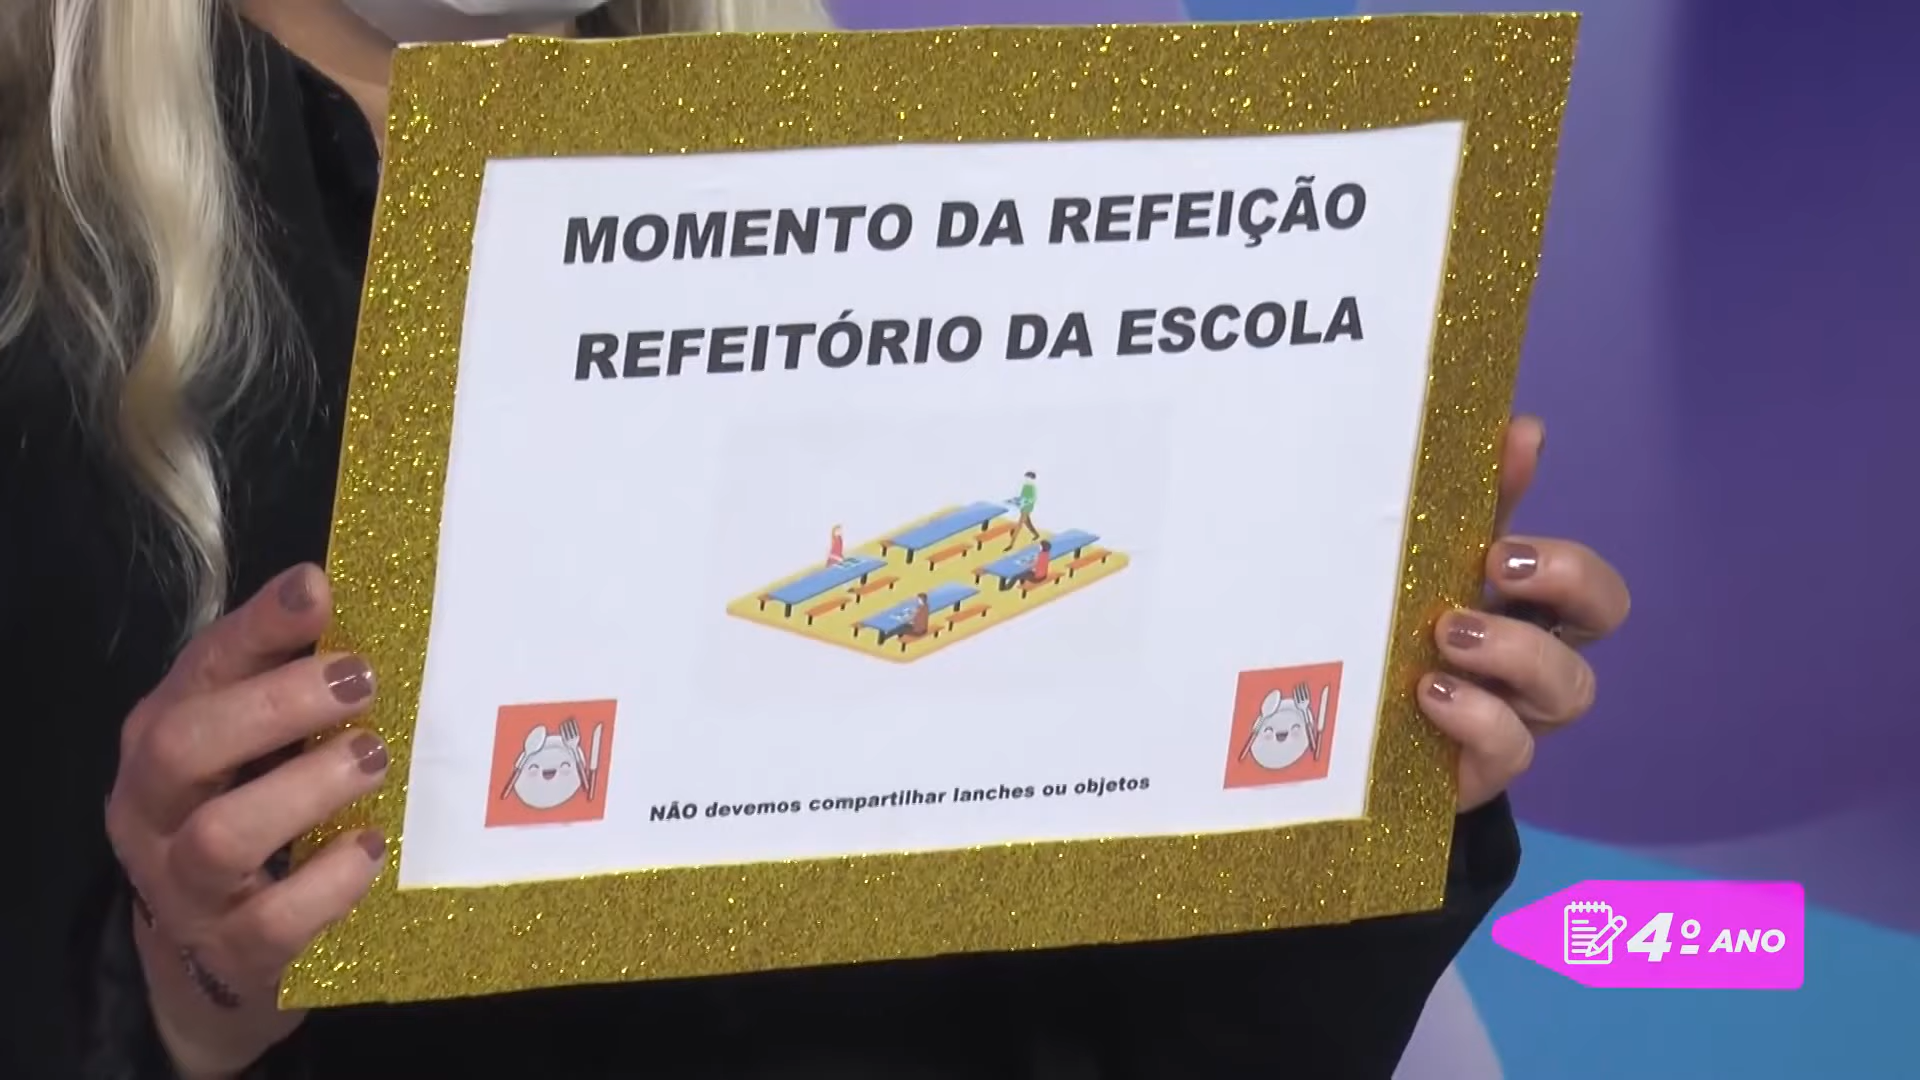 MOMENTO DA REFEIÇÃO
REFEITÓRIO DA ESCOLA
NÃO devemos compartilhar lanches ou objetos
4º ANO